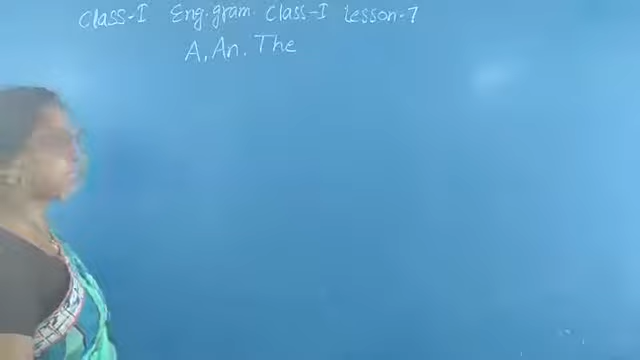 Class-I Eng.gram. Class-I Lesson-7
A, An. The